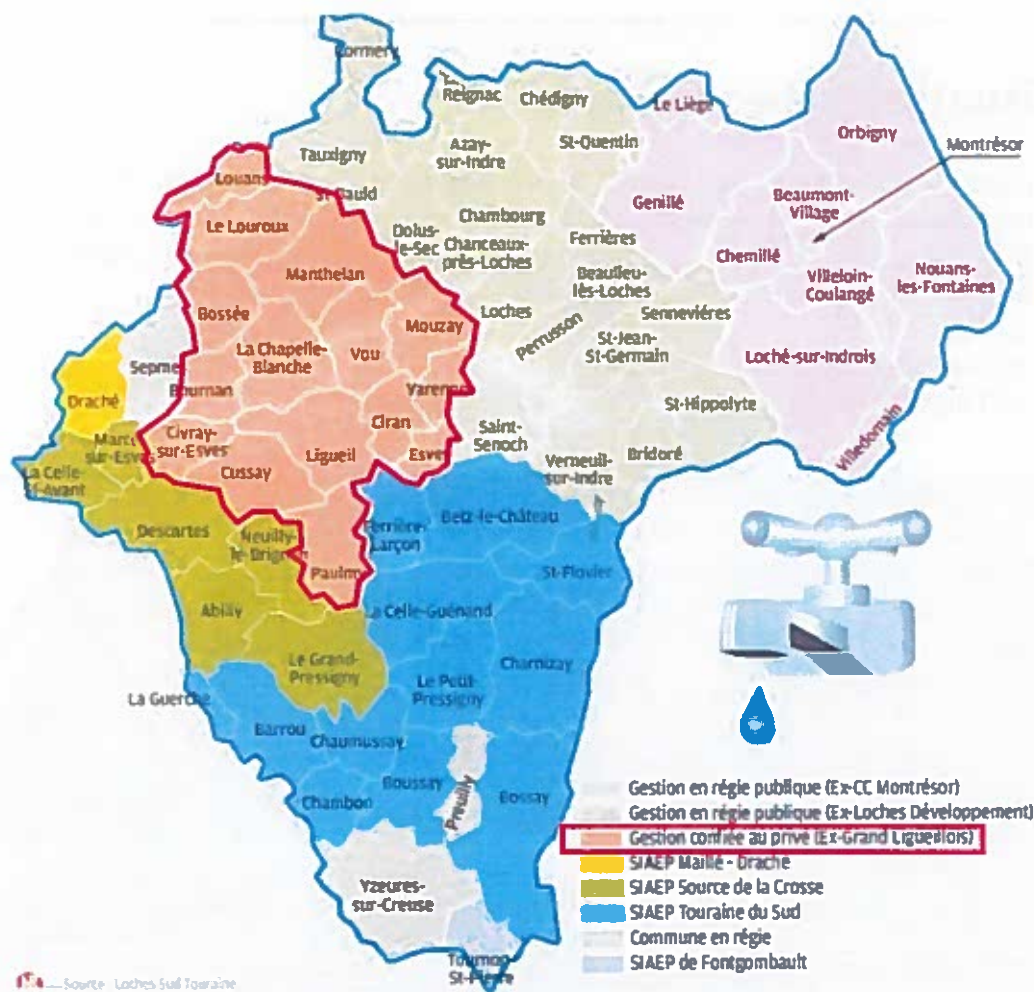 Cormery
Reignac
Chédigny
Le Liège
Orbigny
Montrésor
Tauxigny
Azay-
sur-Indre
St-Quentin
Louans
St-Bauld
Genillé
Beaumont-
Village
Le Louroux
Chambourg
Dolus-
le-Sec
Chanceaux-
près-Loches
Ferrières
Chemillé
Manthelan
Beaulieu-
lès-Loches
Villeloin-
Coulangé
Nouans-
les-Fontaines
Bossée
Mouzay
Loches
Sennevières
Perrusson
St-Jean-
St-Germain
Loché-sur-Indrois
La Chapelle-
Blanche
Vou
Sepme
Bournan
Varenn
Draché
St-Hippolyte
Villedomain
Civray-
sur-Esves
Ciran
Saint-
Senoch
Marc
sur-Esves
Ligueil
Esve
Verneuil-
sur-Indre
Bridoré
La Celle-
St-Avant
Cussay
Descartes
Neuilly-
le-Brign
Ferrière-
Larçon
Betz-le-Château
Paulm
St-Flovier
Abilly
La Celle-Guénand
Le Grand-
Pressigny
Charnizay
Le Petit-
Pressigny
La Guerche
Barrou
Chaumussay
Boussay
Chambon
Preuilly
Bossay
Yzeures-
sur-Creuse
Tournon-
St-Pierre
Gestion en régie publique (Ex-CC Montrésor)
Gestion en régie publique (Ex-Loches Développement)
Gestion confiée au privé (Ex-Grand Ligueillois)
SIAEP Maillé - Draché
SIAEP Source de la Crosse
SIAEP Touraine du Sud
Commune en régie
SIAEP de Fontgombault
Source : Loches Sud Touraine